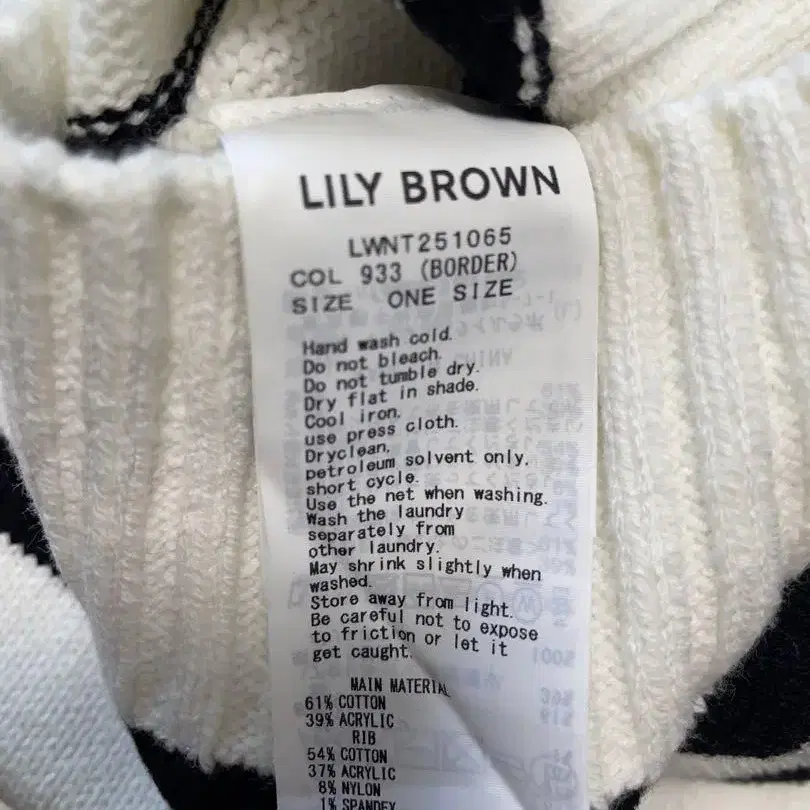 LILY BROWN
LWNT251065
COL 933 (BORDER)
SIZE ONE SIZE
Hand wash cold.
Do not bleach.
Do not tumble dry.
Dry flat in shade.
Cool iron.
use press cloth.
Dryclean,
petroleum solvent only,
short cycle.
Use the net when washing.
Wash the laundry
separately from
other laundry.
May shrink slightly when
washed.
Store away from light.
Be careful not to expose
to friction or let it
get caught.
MAIN MATERIAL
61% COTTON
39% ACRYLIC
RIB
54% COTTON
37% ACRYLIC
8% NYLON
1% SPANDEX